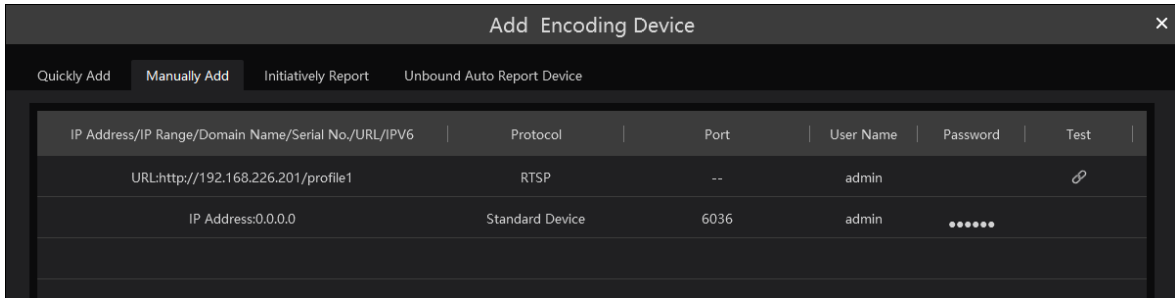 Add Encoding Device ×
Quickly Add Manually Add Initiatively Report Unbound Auto Report Device
IP Address/IP Range/Domain Name/Serial No./URL/IPV6 Protocol Port User Name Password Test
URL:http://192.168.226.201/profile1 RTSP -- admin
IP Address:0.0.0.0 Standard Device 6036 admin ••••••